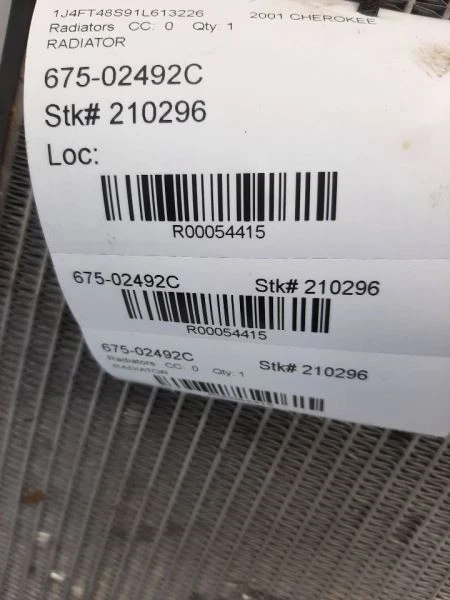 1J4FT48S91L613226 2001 CHEROKEE
Radiators CC: 0 Qty: 1
RADIATOR
675-02492C
Stk# 210296
Loc:
R00054415
675-02492C Stk# 210296
R00054415
675-02492C Stk# 210296
Radiators CC: 0 Qty: 1
RADIATOR